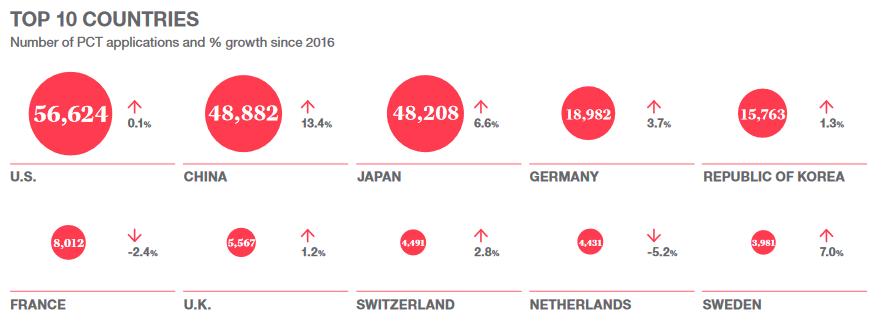 TOP 10 COUNTRIES
Number of PCT applications and % growth since 2016
56,624 0.1%
48,882 13.4%
48,208 6.6%
18,982 3.7%
15,763 1.3%
U.S.
CHINA
JAPAN
GERMANY
REPUBLIC OF KOREA
8,012 -2.4%
5,567 1.2%
4,491 2.8%
4,431 -5.2%
3,981 7.0%
FRANCE
U.K.
SWITZERLAND
NETHERLANDS
SWEDEN